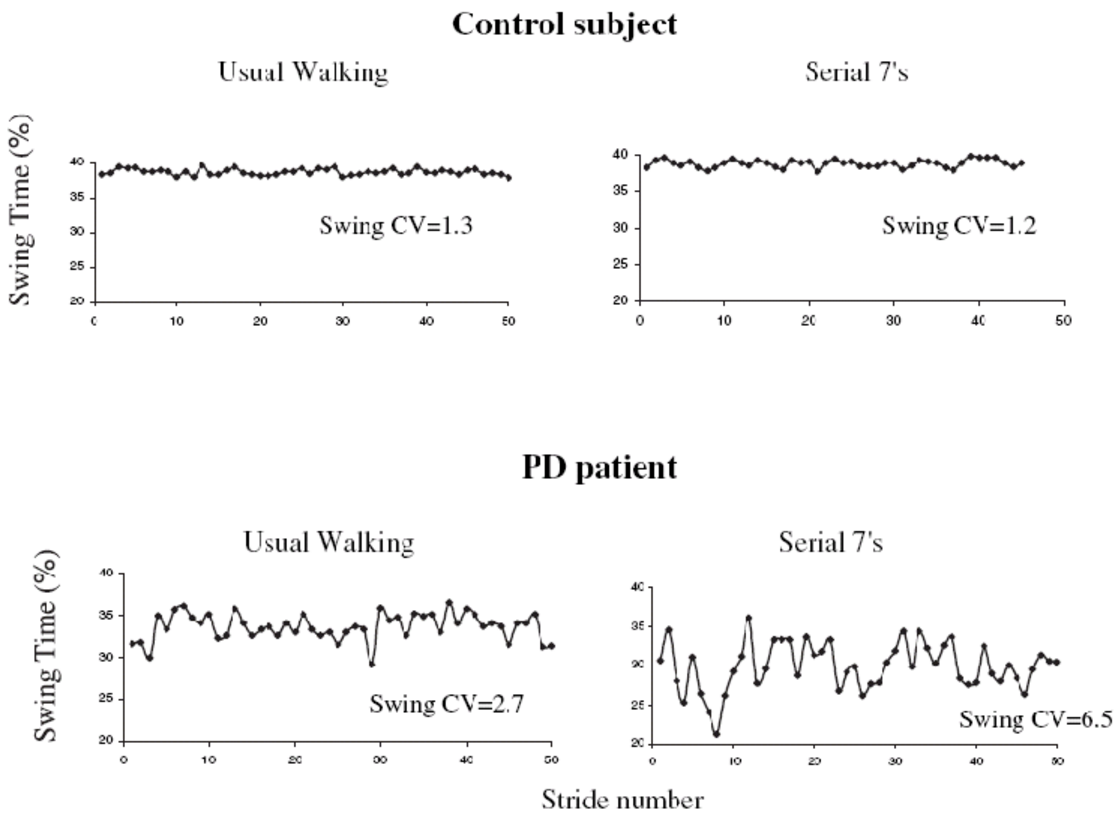 Control subject
Usual Walking
Serial 7's
Swing Time (%)
40
35
30
25
20
0 10 20 30 40 50
Swing CV=1.3
40
35
30
25
20
0 10 20 30 40 50
Swing CV=1.2
PD patient
Usual Walking
Serial 7's
Swing Time (%)
40
35
30
25
20
0 10 20 30 40 50
Swing CV=2.7
40
35
30
25
20
0 10 20 30 40 50
Swing CV=6.5
Stride number